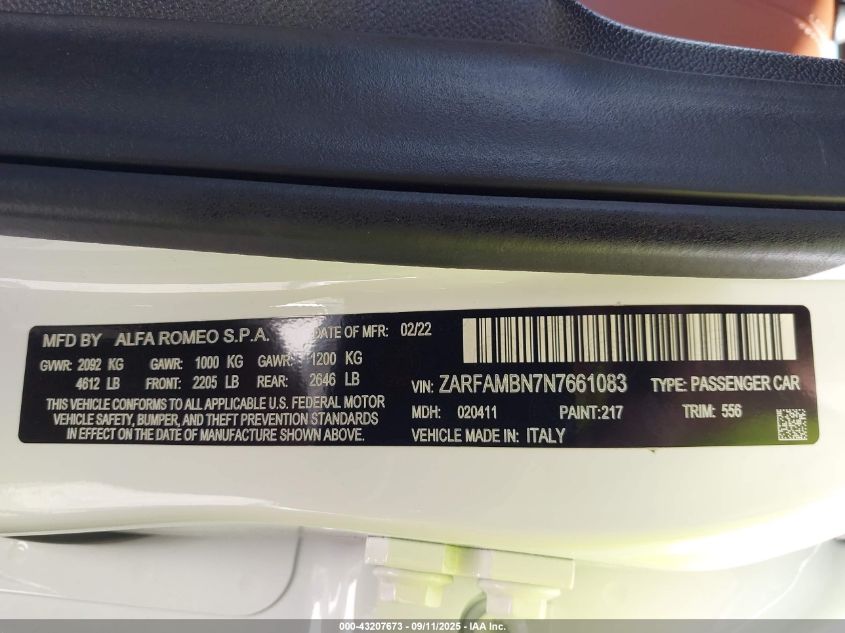 MFD BY ALFA ROMEO S.P.A. DATE OF MFR: 02/22
GVWR: 2092 KG GAWR: 1000 KG GAWR: 1200 KG
4612 LB FRONT: 2205 LB REAR: 2646 LB
THIS VEHICLE CONFORMS TO ALL APPLICABLE U.S. FEDERAL MOTOR
VEHICLE SAFETY, BUMPER, AND THEFT PREVENTION STANDARDS
IN EFFECT ON THE DATE OF MANUFACTURE SHOWN ABOVE.
VIN: ZARFAMBN7N7661083 TYPE: PASSENGER CAR
MDH: 020411 PAINT:217 TRIM: 556
VEHICLE MADE IN: ITALY
000-43207673 - 09/11/2025 - IAA Inc.